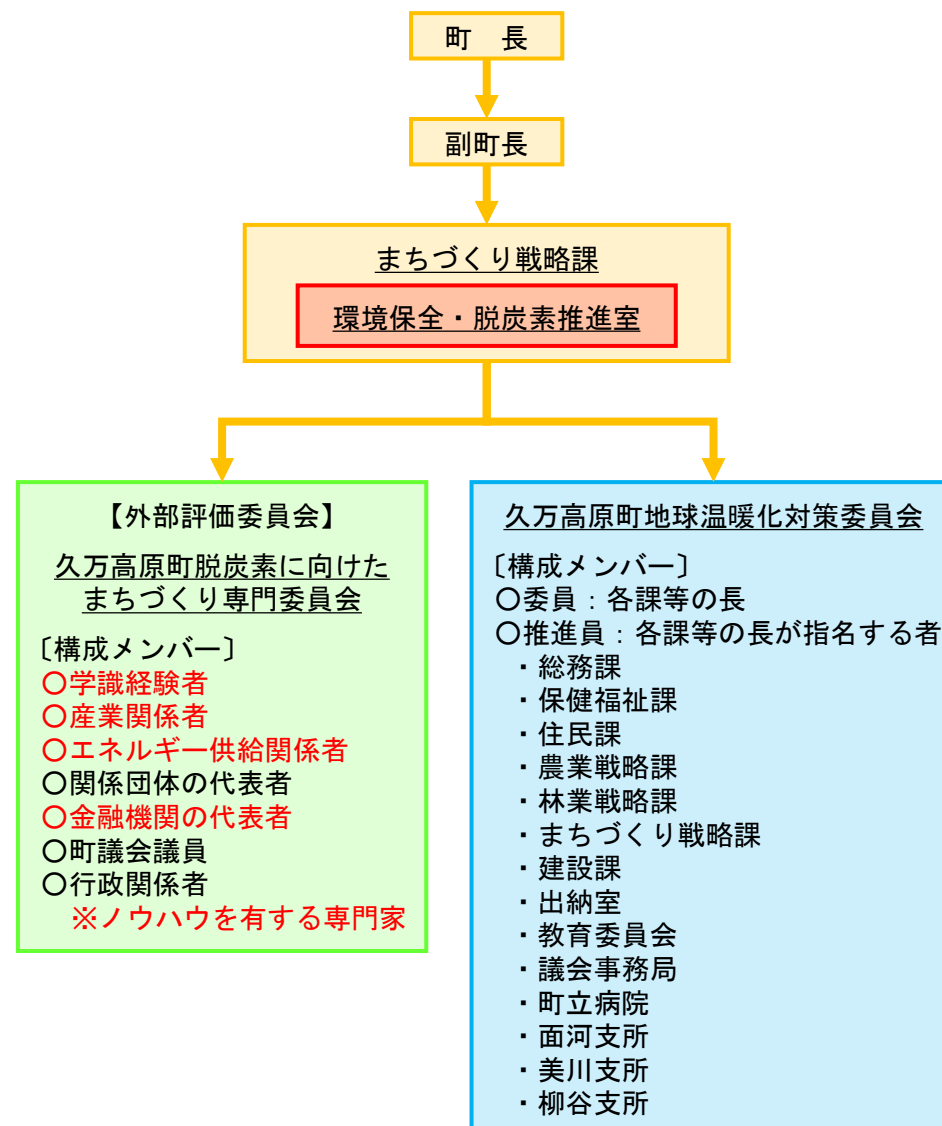 町　長
副町長
まちづくり戦略課
環境保全・脱炭素推進室
【外部評価委員会】
久万高原町脱炭素に向けた
まちづくり専門委員会
〔構成メンバー〕
〇学識経験者
〇産業関係者
〇エネルギー供給関係者
〇関係団体の代表者
〇金融機関の代表者
〇町議会議員
〇行政関係者
※ノウハウを有する専門家
久万高原町地球温暖化対策委員会
〔構成メンバー〕
〇委員：各課等の長
〇推進員：各課等の長が指名する者
・総務課
・保健福祉課
・住民課
・農業戦略課
・林業戦略課
・まちづくり戦略課
・建設課
・出納室
・教育委員会
・議会事務局
・町立病院
・面河支所
・美川支所
・柳谷支所